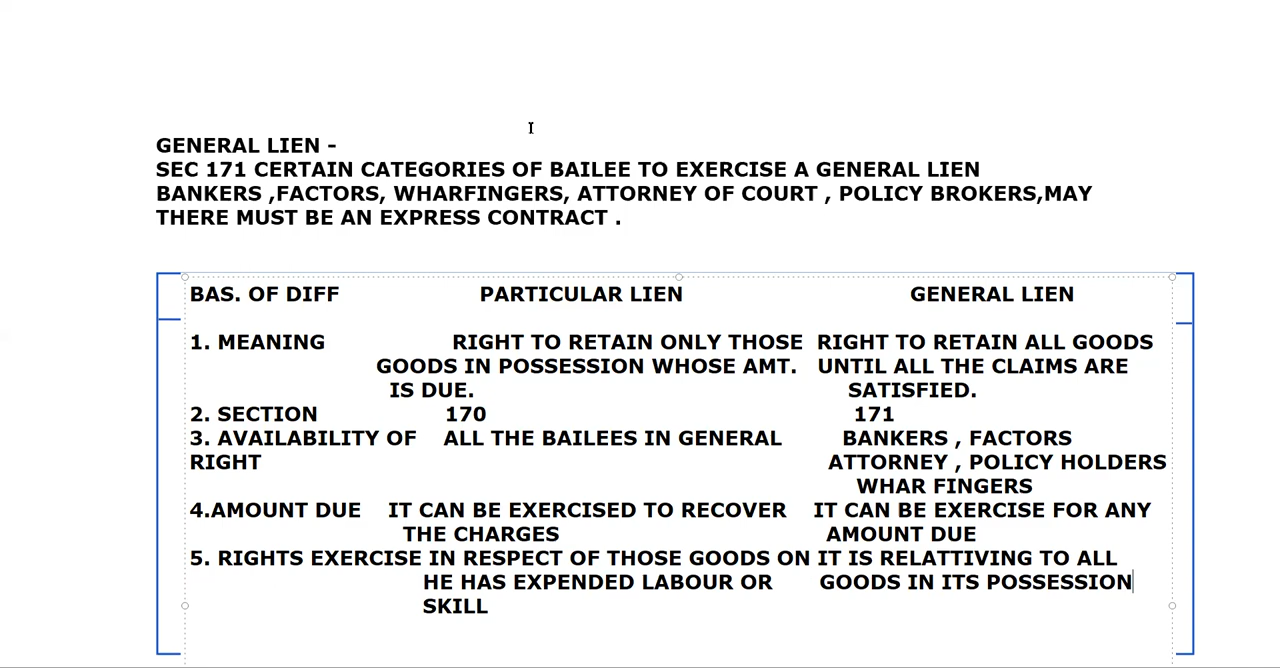 GENERAL LIEN -
SEC 171 CERTAIN CATEGORIES OF BAILEE TO EXERCISE A GENERAL LIEN
BANKERS ,FACTORS, WHARFINGERS, ATTORNEY OF COURT , POLICY BROKERS,MAY
THERE MUST BE AN EXPRESS CONTRACT .
BAS. OF DIFF PARTICULAR LIEN GENERAL LIEN
1. MEANING RIGHT TO RETAIN ONLY THOSE RIGHT TO RETAIN ALL GOODS
GOODS IN POSSESSION WHOSE AMT. UNTIL ALL THE CLAIMS ARE
IS DUE. SATISFIED.
2. SECTION 170 171
3. AVAILABILITY OF ALL THE BAILEES IN GENERAL BANKERS , FACTORS
RIGHT ATTORNEY , POLICY HOLDERS
WHAR FINGERS
4.AMOUNT DUE IT CAN BE EXERCISED TO RECOVER IT CAN BE EXERCISE FOR ANY
THE CHARGES AMOUNT DUE
5. RIGHTS EXERCISE IN RESPECT OF THOSE GOODS ON IT IS RELATTIVING TO ALL
HE HAS EXPENDED LABOUR OR GOODS IN ITS POSSESSION
SKILL